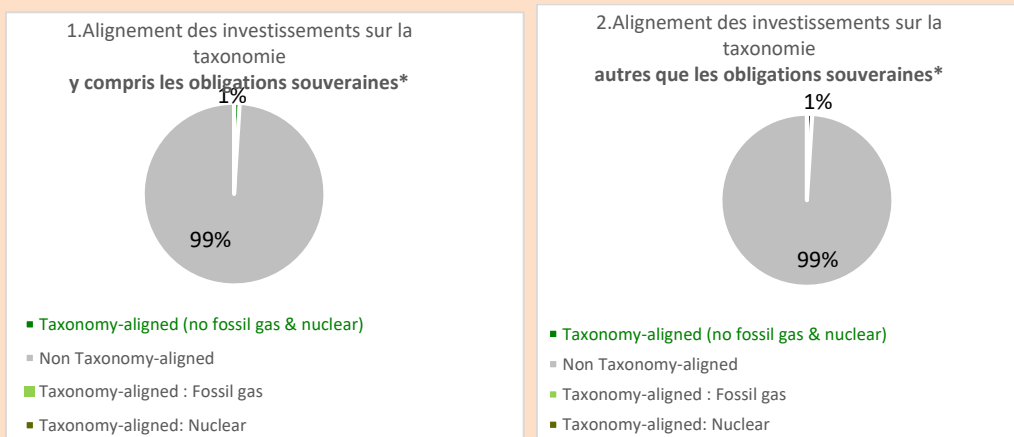 1.Alignement des investissements sur la
taxonomie
y compris les obligations souveraines*
1%
99%
Taxonomy-aligned (no fossil gas & nuclear)
Non Taxonomy-aligned
Taxonomy-aligned : Fossil gas
Taxonomy-aligned: Nuclear
2.Alignement des investissements sur la
taxonomie
autres que les obligations souveraines*
1%
99%
Taxonomy-aligned (no fossil gas & nuclear)
Non Taxonomy-aligned
Taxonomy-aligned : Fossil gas
Taxonomy-aligned: Nuclear